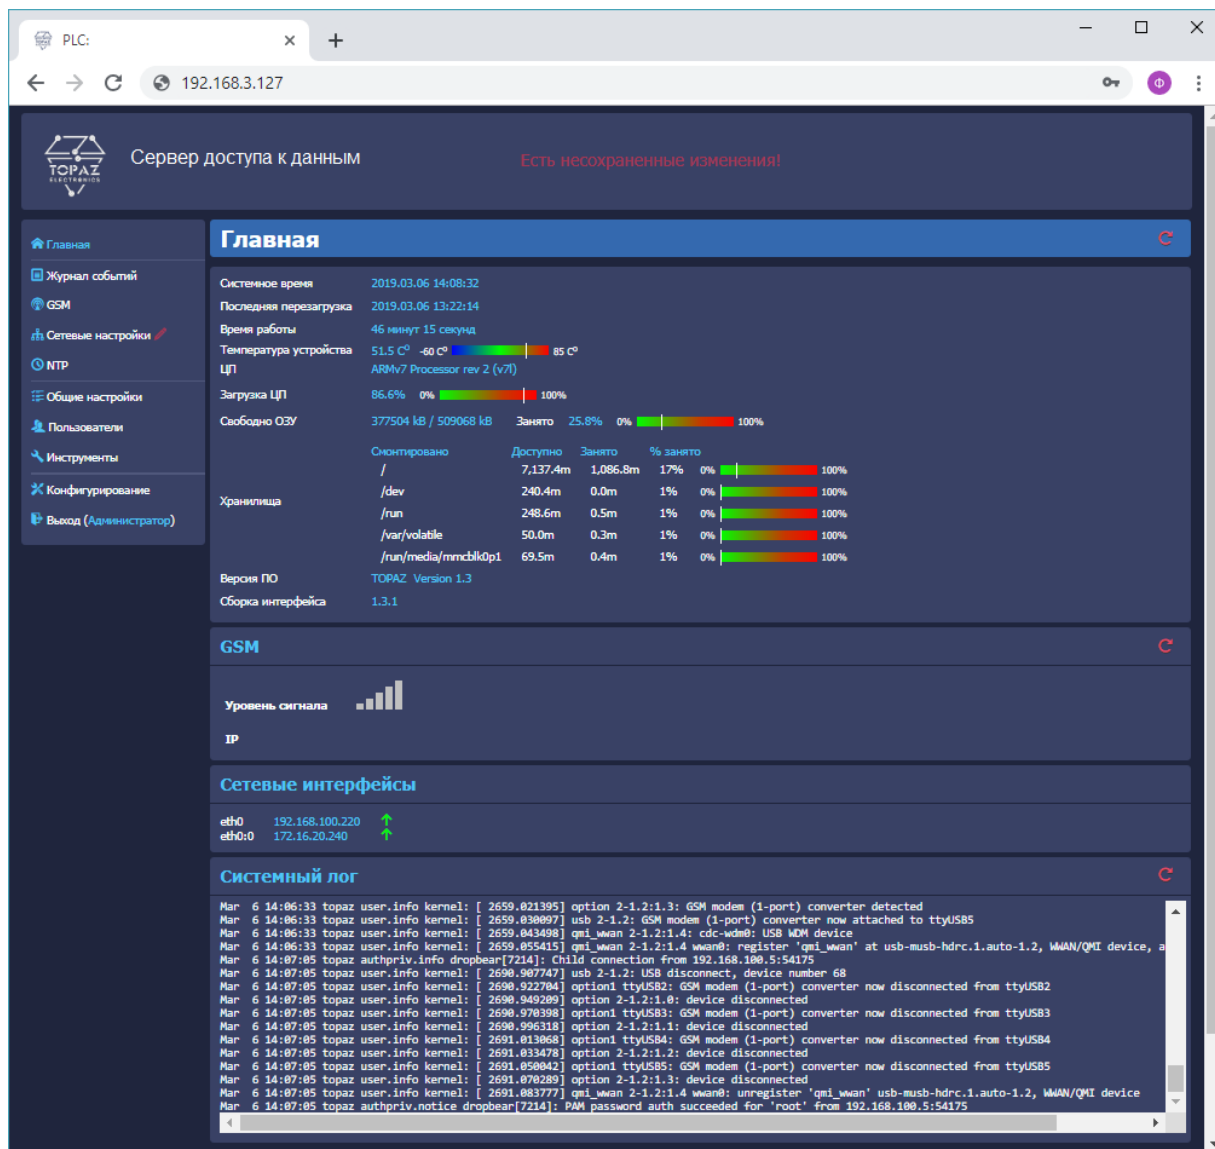 PLC:
192.168.3.127
Ф
TOPAZ
ELECTRONICS
Сервер доступа к данным
Есть несохраненные изменения!
Главная
Журнал событий
GSM
Сетевые настройки
NTP
Общие настройки
Пользователи
Инструменты
Конфигурирование
Выход (Администратор)
Главная
Системное время 2019.03.06 14:08:32
Последняя перезагрузка 2019.03.06 13:22:14
Время работы 46 минут 15 секунд
Температура устройства 51.5 C° -60 C° 85 C°
ЦП ARMv7 Processor rev 2 (v7l)
Загрузка ЦП 86.6% 0% 100%
Свободно ОЗУ 377504 kB / 509068 kB Занято 25.8% 0% 100%
Хранилища
Смонтировано Доступно Занято % занято
/ 7,137.4m 1,086.8m 17% 0% 100%
/dev 240.4m 0.0m 1% 0% 100%
/run 248.6m 0.5m 1% 0% 100%
/var/volatile 50.0m 0.3m 1% 0% 100%
/run/media/mmcblk0p1 69.5m 0.4m 1% 0% 100%
Версия ПО TOPAZ Version 1.3
Сборка интерфейса 1.3.1
GSM
Уровень сигнала
IP
Сетевые интерфейсы
eth0 192.168.100.220
eth0:0 172.16.20.240
Системный лог
Mar 6 14:06:33 topaz user.info kernel: [ 2659.021395] option 2-1.2:1.3: GSM modem (1-port) converter detected
Mar 6 14:06:33 topaz user.info kernel: [ 2659.030097] usb 2-1.2: GSM modem (1-port) converter now attached to ttyUSB5
Mar 6 14:06:33 topaz user.info kernel: [ 2659.043498] qmi_wwan 2-1.2:1.4: cdc-wdm0: USB WDM device
Mar 6 14:06:33 topaz user.info kernel: [ 2659.055415] qmi_wwan 2-1.2:1.4 wwan0: register 'qmi_wwan' at usb-musb-hdrc.1.auto-1.2, WWAN/QMI device, a
Mar 6 14:07:05 topaz authpriv.info dropbear[7214]: Child connection from 192.168.100.5:54175
Mar 6 14:07:05 topaz user.info kernel: [ 2690.907747] usb 2-1.2: USB disconnect, device number 68
Mar 6 14:07:05 topaz user.info kernel: [ 2690.922704] option1 ttyUSB2: GSM modem (1-port) converter now disconnected from ttyUSB2
Mar 6 14:07:05 topaz user.info kernel: [ 2690.949209] option 2-1.2:1.0: device disconnected
Mar 6 14:07:05 topaz user.info kernel: [ 2690.970398] option1 ttyUSB3: GSM modem (1-port) converter now disconnected from ttyUSB3
Mar 6 14:07:05 topaz user.info kernel: [ 2690.996318] option 2-1.2:1.1: device disconnected
Mar 6 14:07:05 topaz user.info kernel: [ 2691.013068] option1 ttyUSB4: GSM modem (1-port) converter now disconnected from ttyUSB4
Mar 6 14:07:05 topaz user.info kernel: [ 2691.033478] option 2-1.2:1.2: device disconnected
Mar 6 14:07:05 topaz user.info kernel: [ 2691.050042] option1 ttyUSB5: GSM modem (1-port) converter now disconnected from ttyUSB5
Mar 6 14:07:05 topaz user.info kernel: [ 2691.070289] option 2-1.2:1.3: device disconnected
Mar 6 14:07:05 topaz user.info kernel: [ 2691.083777] qmi_wwan 2-1.2:1.4 wwan0: unregister 'qmi_wwan' usb-musb-hdrc.1.auto-1.2, WWAN/QMI device
Mar 6 14:07:05 topaz authpriv.notice dropbear[7214]: PAM password auth succeeded for 'root' from 192.168.100.5:54175